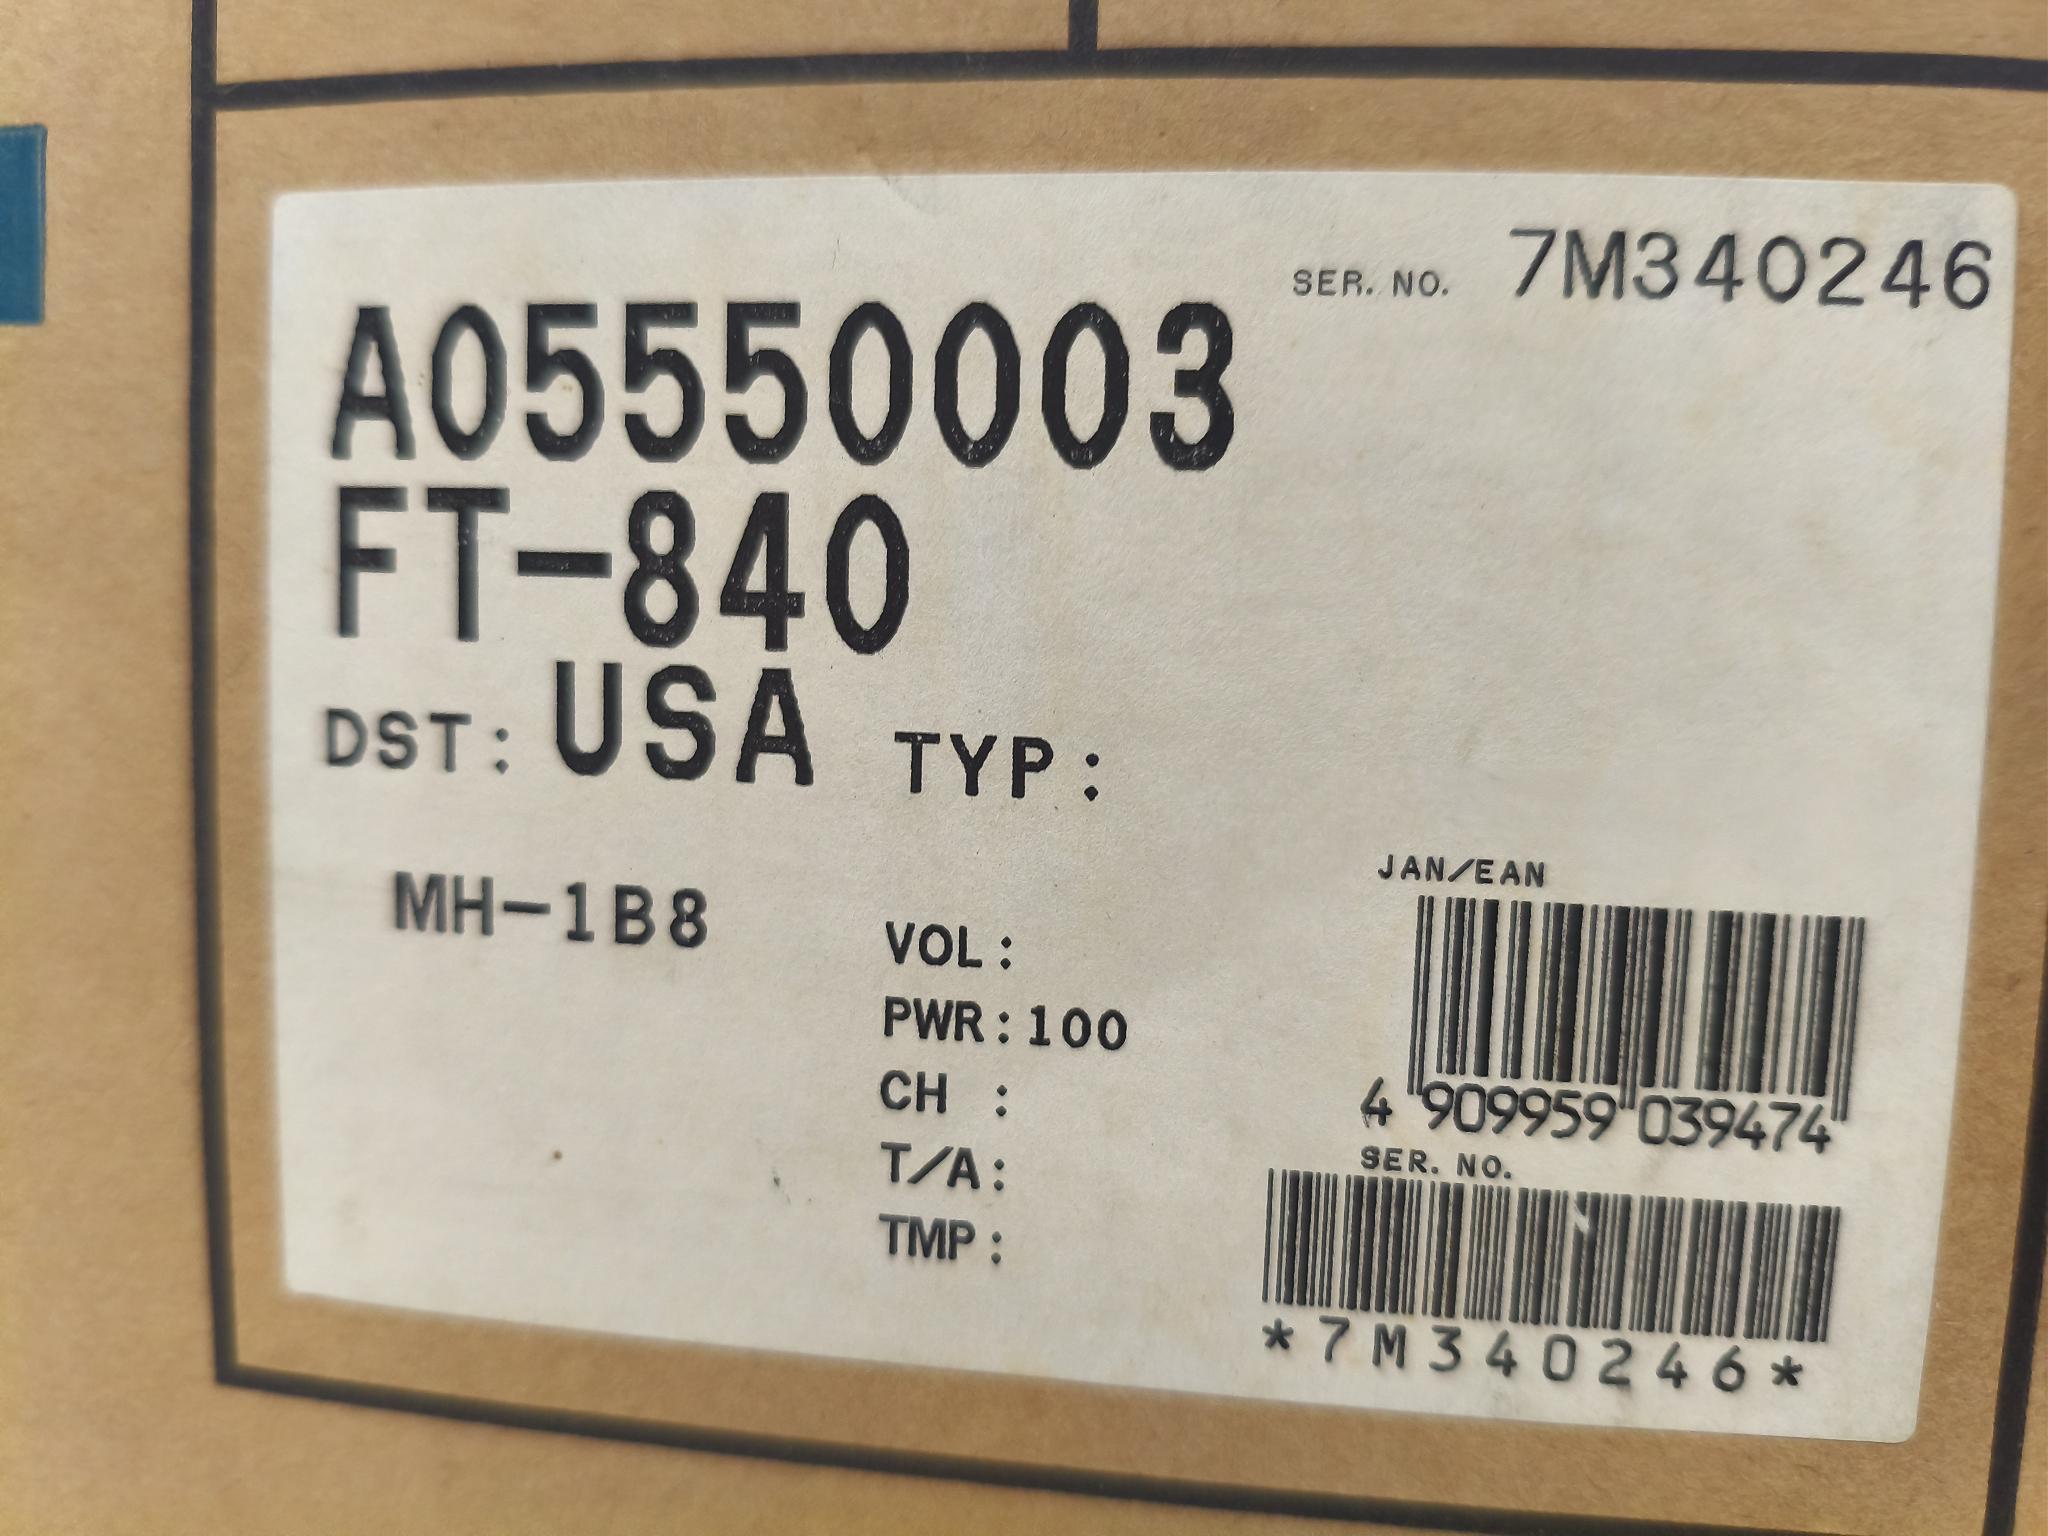 SER. NO. 7M340246
A05550003
FT-840
DST: USA TYP:
MH-1B8
VOL:
PWR:100
CH :
T/A:
TMP:
JAN/EAN
4 909959 039474
SER. NO.
*7M340246*